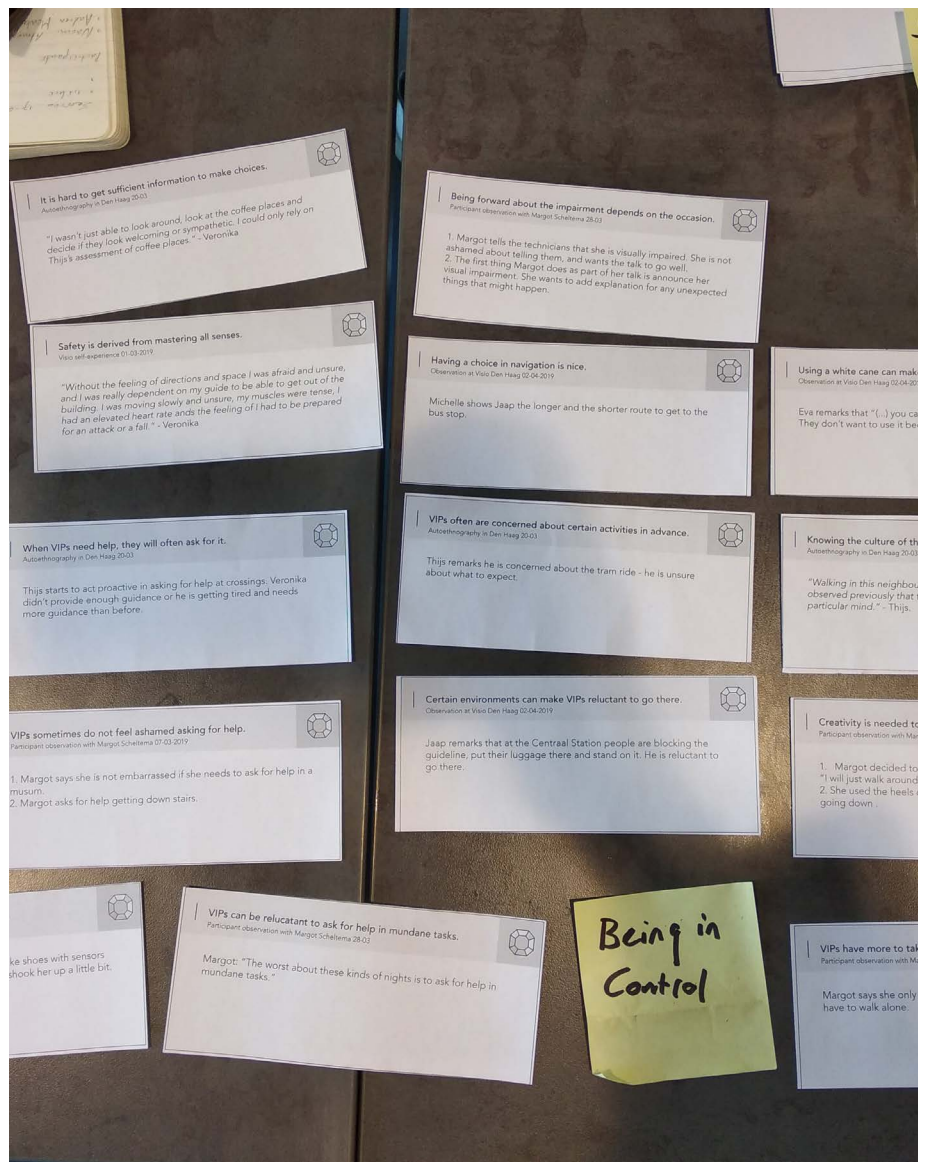 It is hard to get sufficient information to make choices.
Autoethnography in Den Haag 20-03
"I wasn't just able to look around, look at the coffee places and
decide if they look welcoming or sympathetic. I could only rely on
Thijs's assessment of coffee places." - Veronika
Safety is derived from mastering all senses.
Visio self-experience 01-03-2019
"Without the feeling of directions and space I was afraid and unsure,
and I was really dependent on my guide to be able to get out of the
building. I was moving slowly and unsure, my muscles were tense, I
had an elevated heart rate ands the feeling of I had to be prepared
for an attack or a fall." - Veronika
When VIPs need help, they will often ask for it.
Autoethnography in Den Haag 20-03
Thijs starts to act proactive in asking for help at crossings. Veronika
didn't provide enough guidance or he is getting tired and needs
more guidance than before.
VIPs sometimes do not feel ashamed asking for help.
Participant observation with Margot Scheltema 07-03-2019
1. Margot says she is not embarrassed if she needs to ask for help in a
musum.
2. Margot asks for help getting down stairs.
ke shoes with sensors
shook her up a little bit.
VIPs can be relucatant to ask for help in mundane tasks.
Participant observation with Margot Scheltema 28-03
Margot: "The worst about these kinds of nights is to ask for help in
mundane tasks."
Being forward about the impairment depends on the occasion.
Participant observation with Margot Scheltema 28-03
1. Margot tells the technicians that she is visually impaired. She is not
ashamed about telling them, and wants the talk to go well.
2. The first thing Margot does as part of her talk is announce her
visual impairment. She wants to add explanation for any unexpected
things that might happen.
Having a choice in navigation is nice.
Observation at Visio Den Haag 02-04-2019
Michelle shows Jaap the longer and the shorter route to get to the
bus stop.
VIPs often are concerned about certain activities in advance.
Autoethnography in Den Haag 20-03
Thijs remarks he is concerned about the tram ride - he is unsure
about what to expect.
Certain environments can make VIPs reluctant to go there.
Observation at Visio Den Haag 02-04-2019
Jaap remarks that at the Centraal Station people are blocking the
guideline, put their luggage there and stand on it. He is reluctant to
go there.
Being in
Control
Using a white cane can mak
Observation at Visio Den Haag 02-04-20
Eva remarks that "(...) you ca
They don't want to use it be
Knowing the culture of th
Autoethnography in Den Haag 20-03
"Walking in this neighbou
observed previously that
particular mind." - Thijs.
Creativity is needed to
Participant observation with Mar
1. Margot decided to
"I will just walk around
2. She used the heels
going down .
VIPs have more to tak
Participant observation with Ma
Margot says she only
have to walk alone.